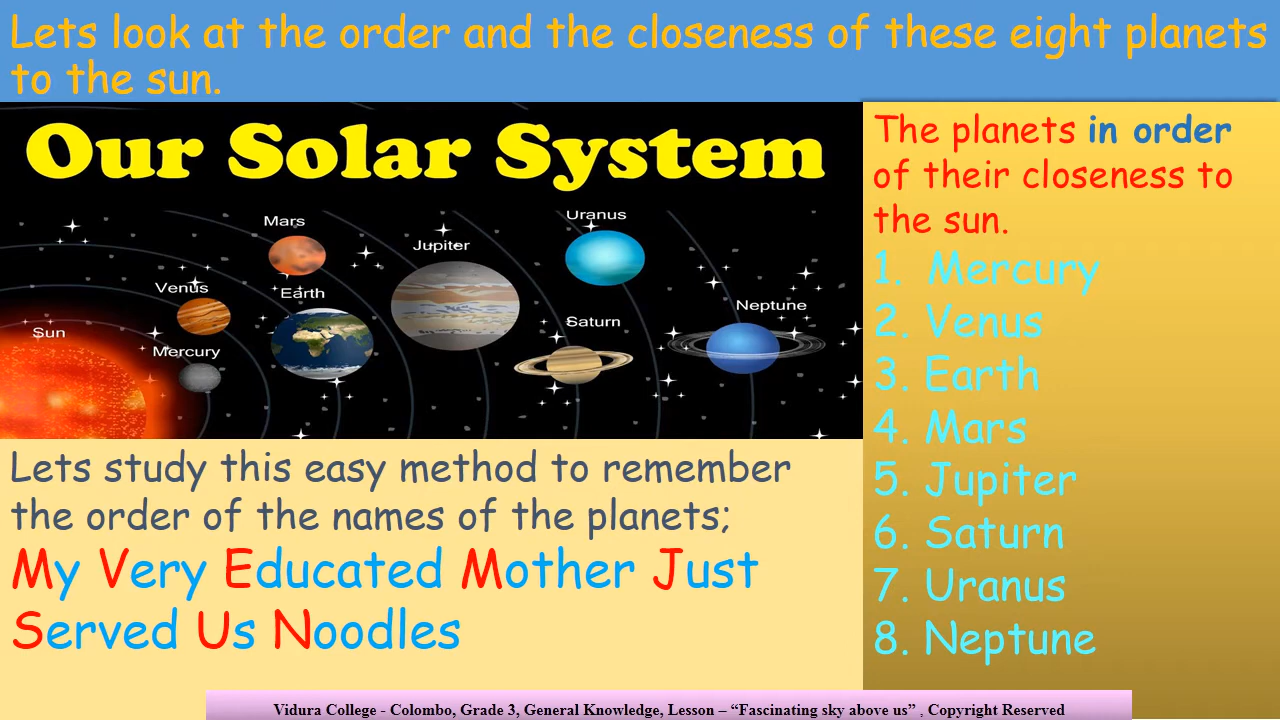 Lets look at the order and the closeness of these eight planets
to the sun.
Our Solar System
Mars
Uranus
Jupiter
Venus
Earth
Neptune
Sun
Saturn
Mercury
The planets in order
of their closeness to
the sun.
1. Mercury
2. Venus
3. Earth
4. Mars
5. Jupiter
6. Saturn
7. Uranus
8. Neptune
Lets study this easy method to remember
the order of the names of the planets;
My Very Educated Mother Just
Served Us Noodles
Vidura College - Colombo, Grade 3, General Knowledge, Lesson – “Fascinating sky above us” , Copyright Reserved